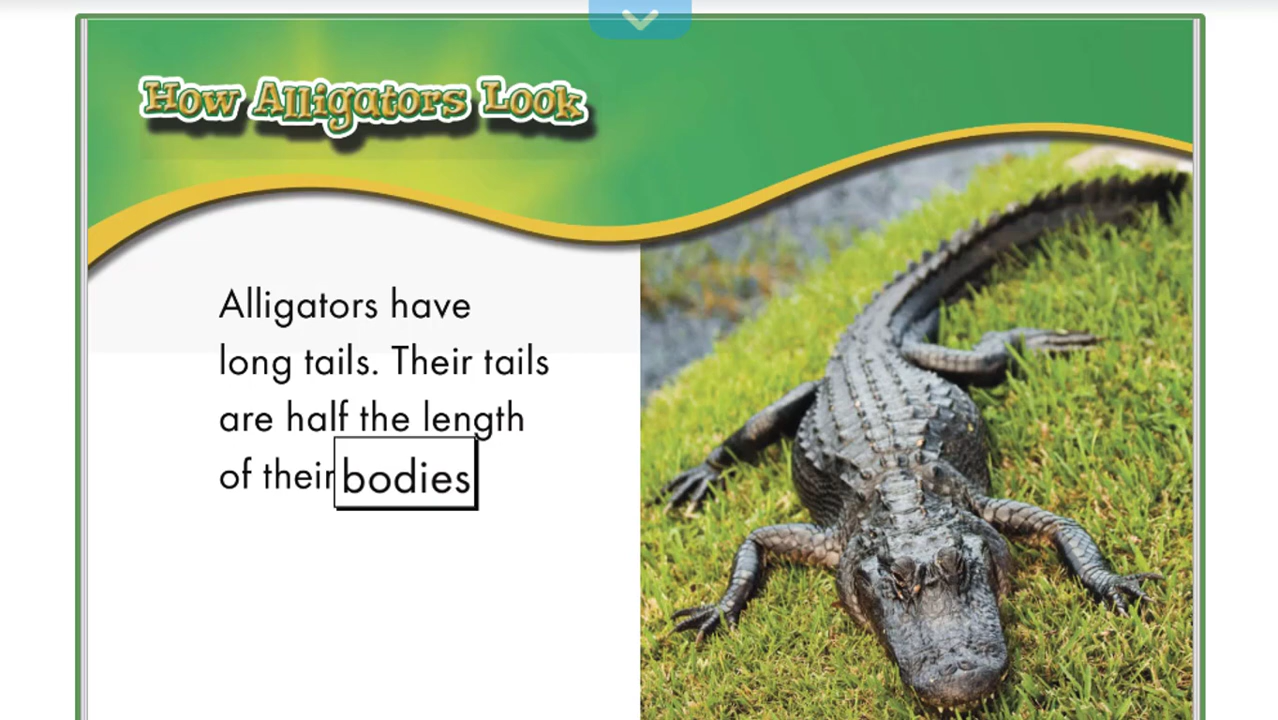 How Alligators Look
Alligators have
long tails. Their tails
are half the length
of their bodies